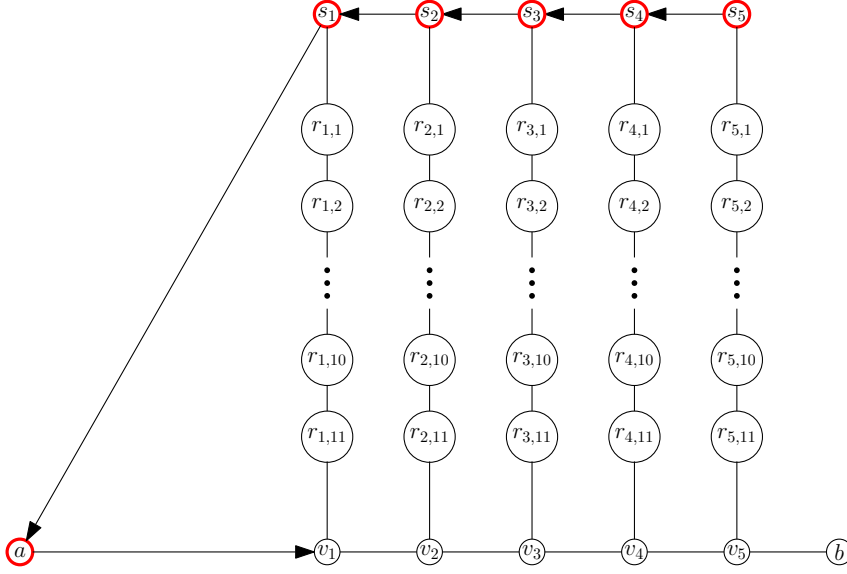 s₁ s₂ s₃ s₄ s₅
r₁,₁ r₂,₁ r₃,₁ r₄,₁ r₅,₁
r₁,₂ r₂,₂ r₃,₂ r₄,₂ r₅,₂
r₁,₁₀ r₂,₁₀ r₃,₁₀ r₄,₁₀ r₅,₁₀
r₁,₁₁ r₂,₁₁ r₃,₁₁ r₄,₁₁ r₅,₁₁
a v₁ v₂ v₃ v₄ v₅ b